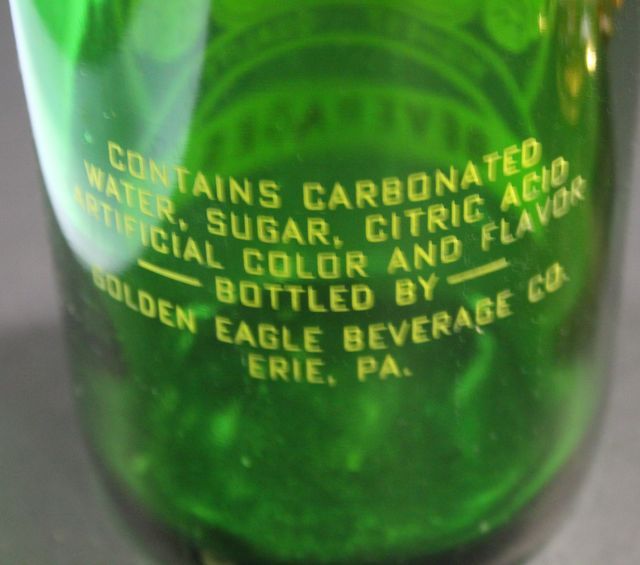 CONTAINS CARBONATED
WATER, SUGAR, CITRIC ACID
ARTIFICIAL COLOR AND FLAVOR
BOTTLED BY
GOLDEN EAGLE BEVERAGE CO.
ERIE, PA.